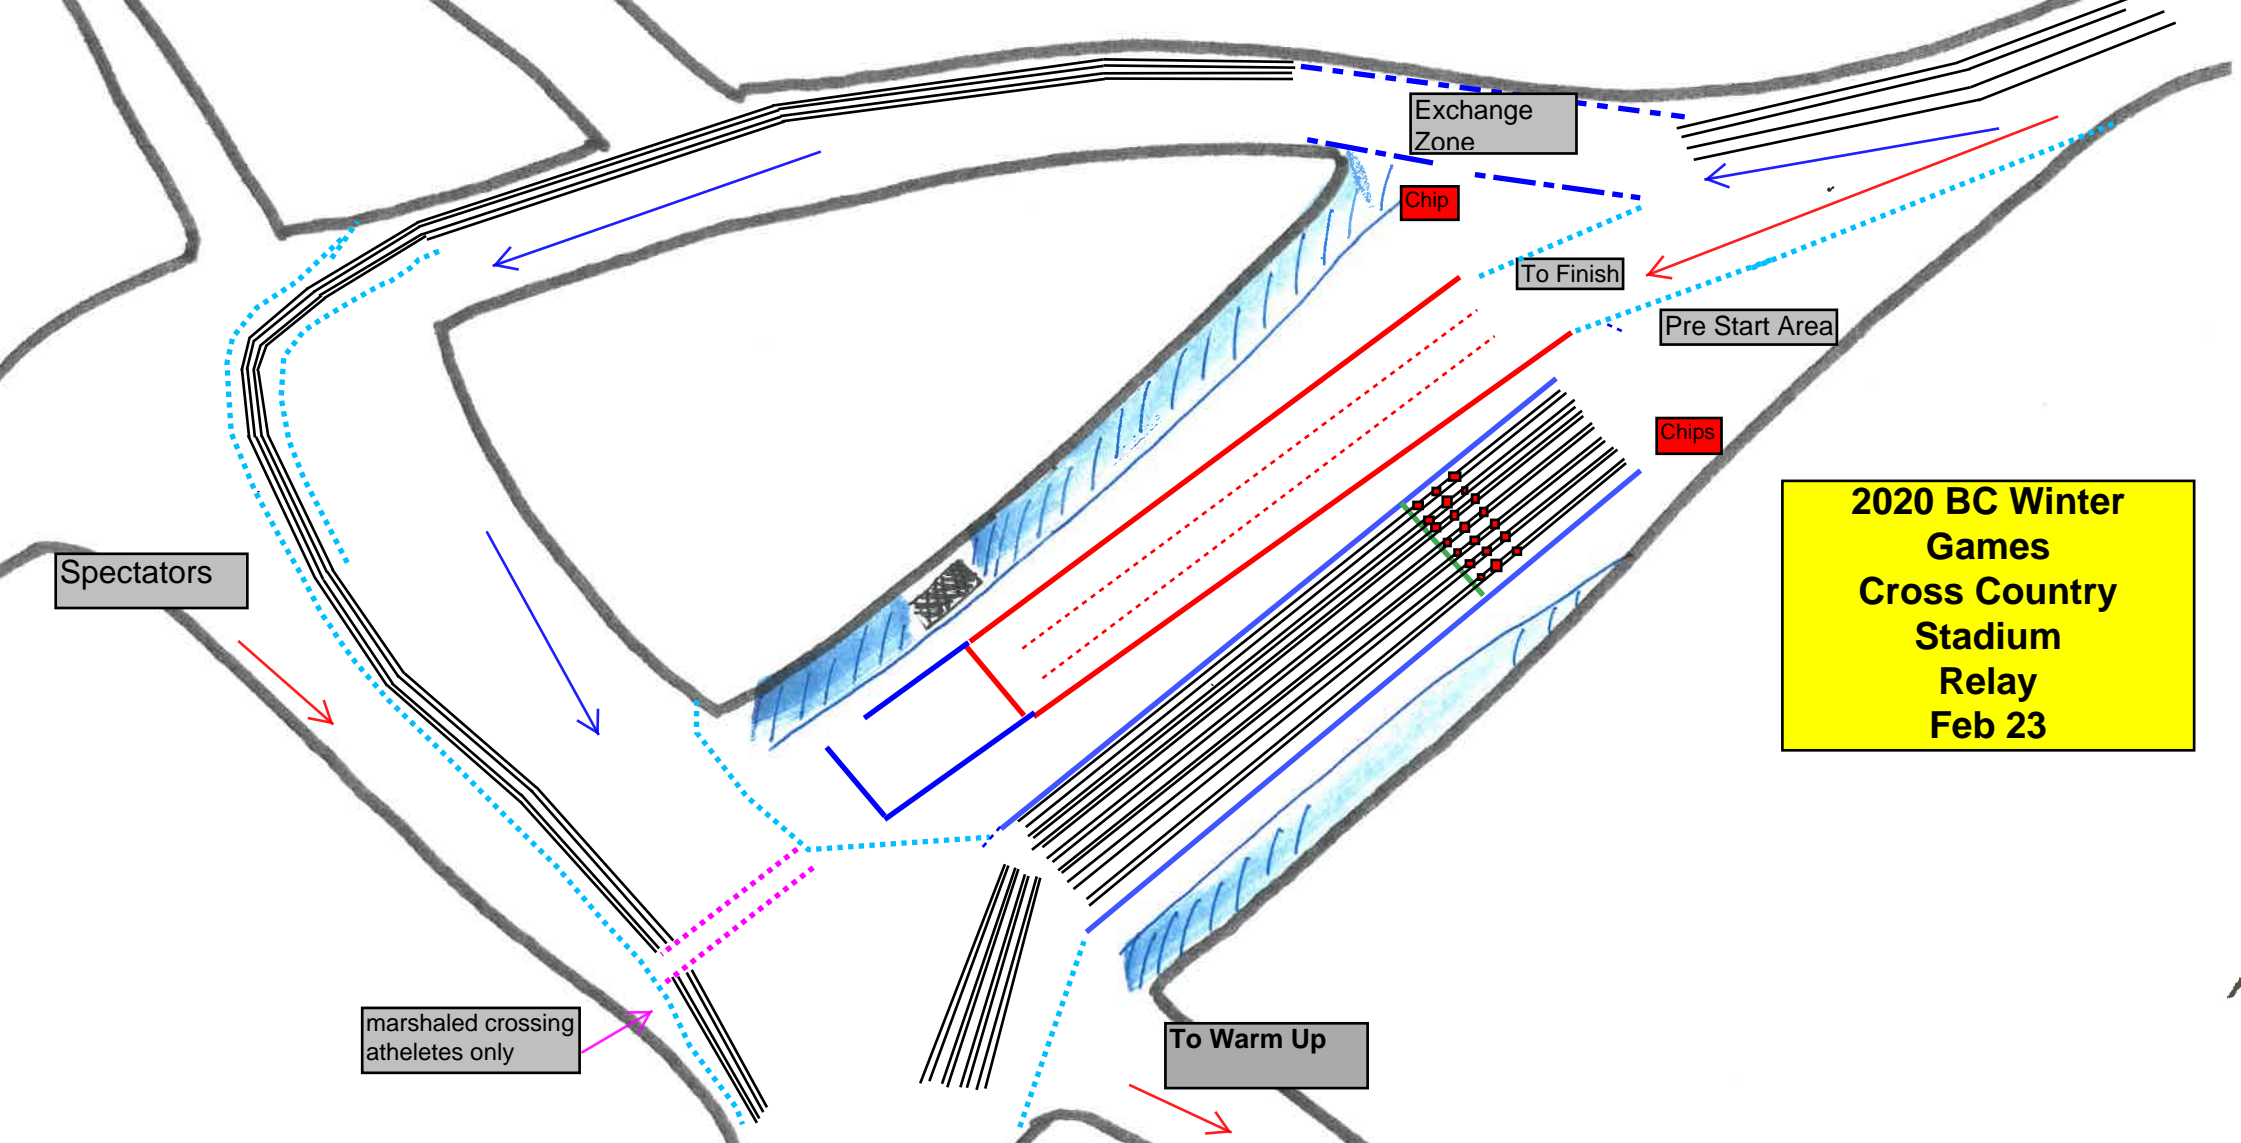 Exchange
Zone
Chip
To Finish
Pre Start Area
Chips
2020 BC Winter
Games
Cross Country
Stadium
Relay
Feb 23
Spectators
marshaled crossing
atheletes only
To Warm Up